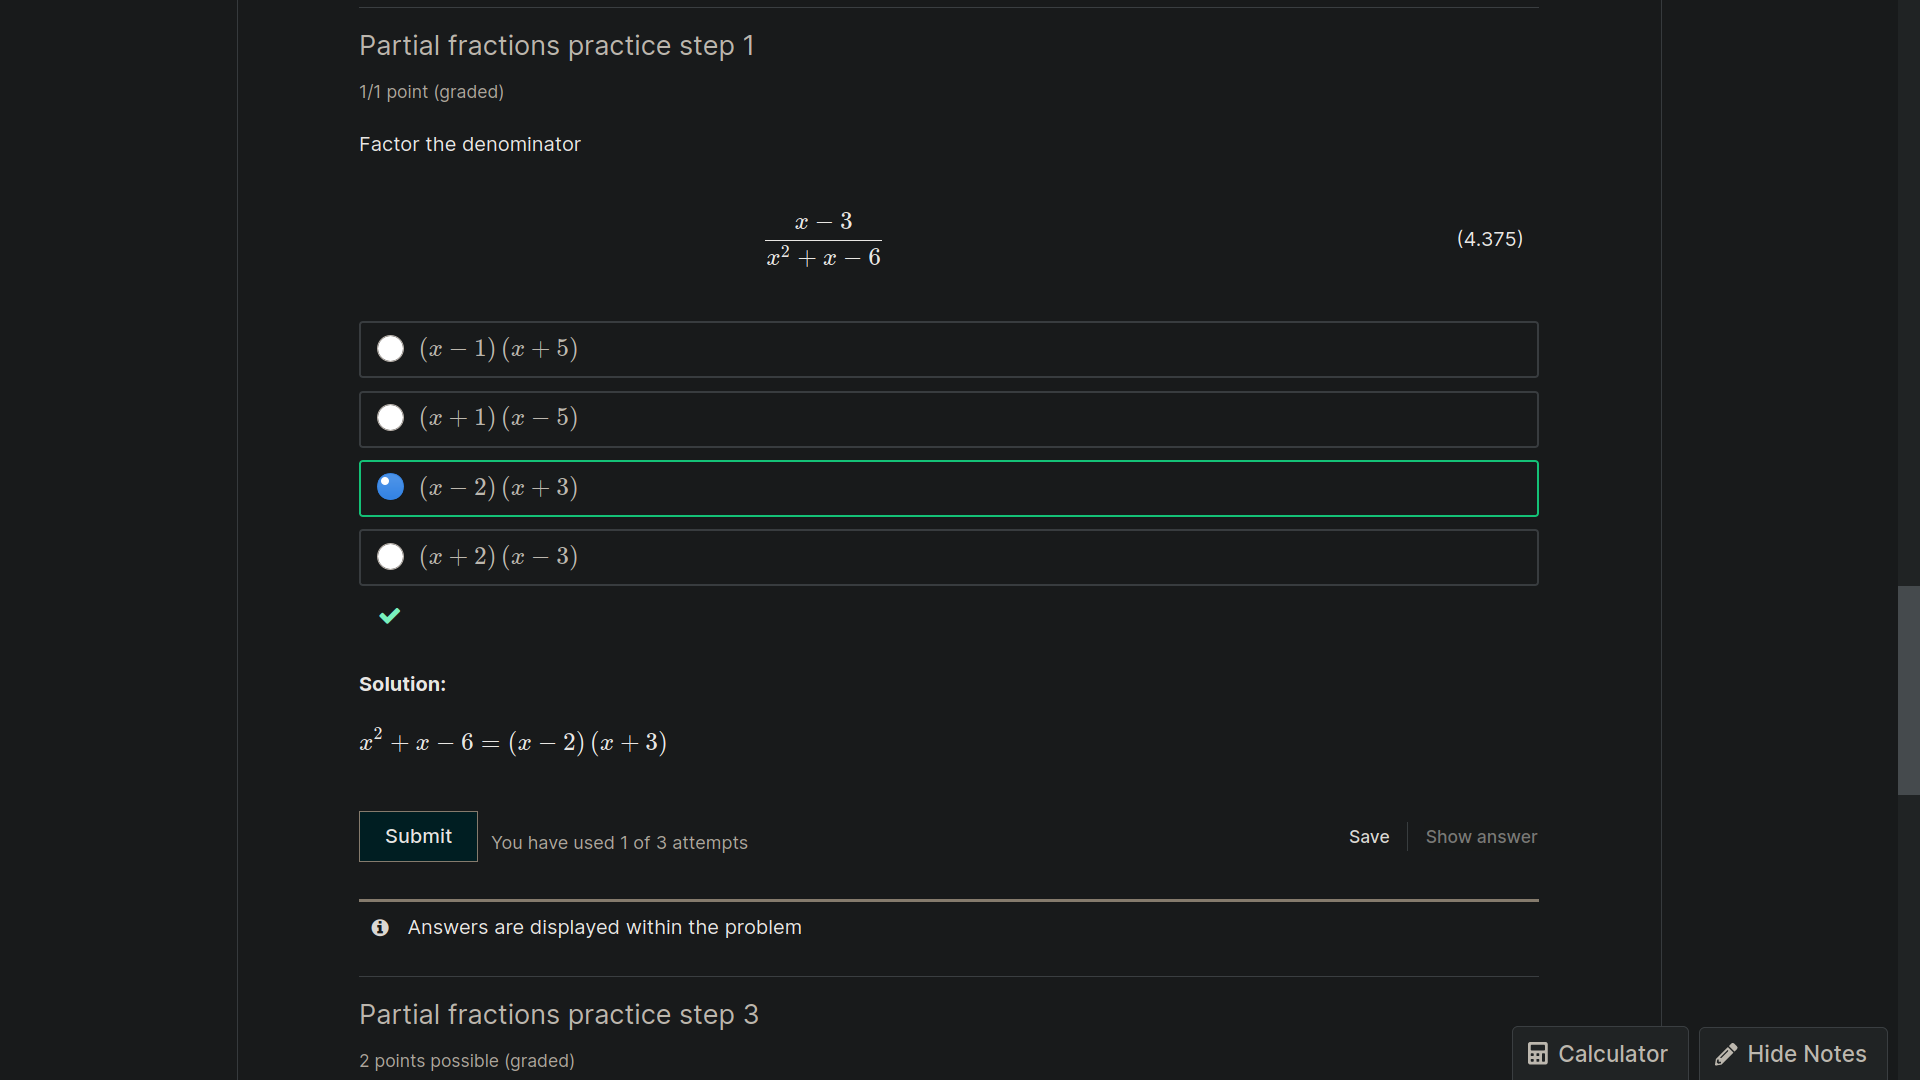 Partial fractions practice step 1
1/1 point (graded)
Factor the denominator
x − 3
x² + x − 6
(4.375)
(x − 1) (x + 5)
(x + 1) (x − 5)
(x − 2) (x + 3)
(x + 2) (x − 3)
Solution:
x² + x − 6 = (x − 2) (x + 3)
Submit You have used 1 of 3 attempts Save Show answer
Answers are displayed within the problem
Partial fractions practice step 3
2 points possible (graded)
Calculator Hide Notes